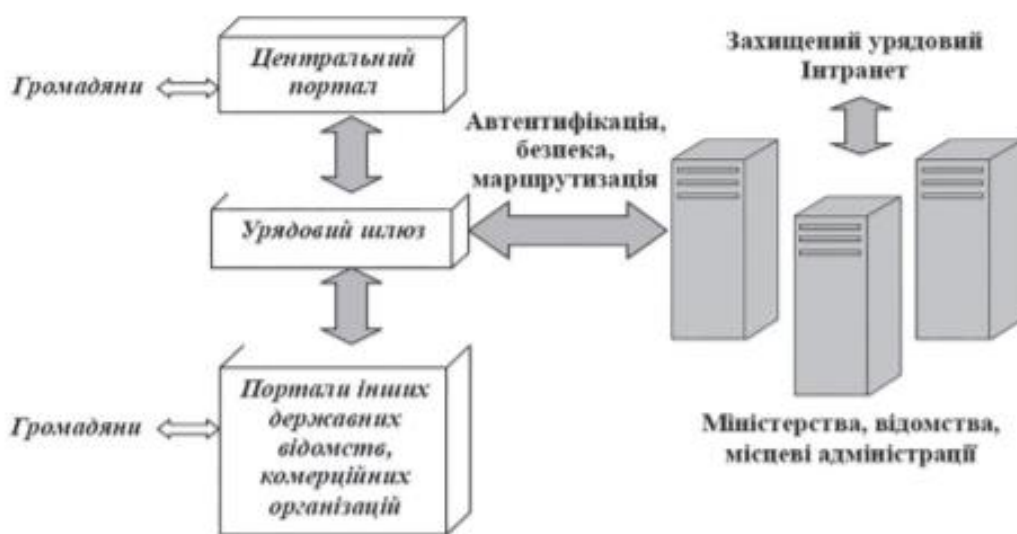 Центральний
портал
Громадяни
Захищений урядовий
Інтранет
Автентифікація,
безпека,
маршрутизація
Урядовий шлюз
Портали інших
державних
відомств,
комерційних
організацій
Громадяни
Міністерства, відомства,
місцеві адміністрації